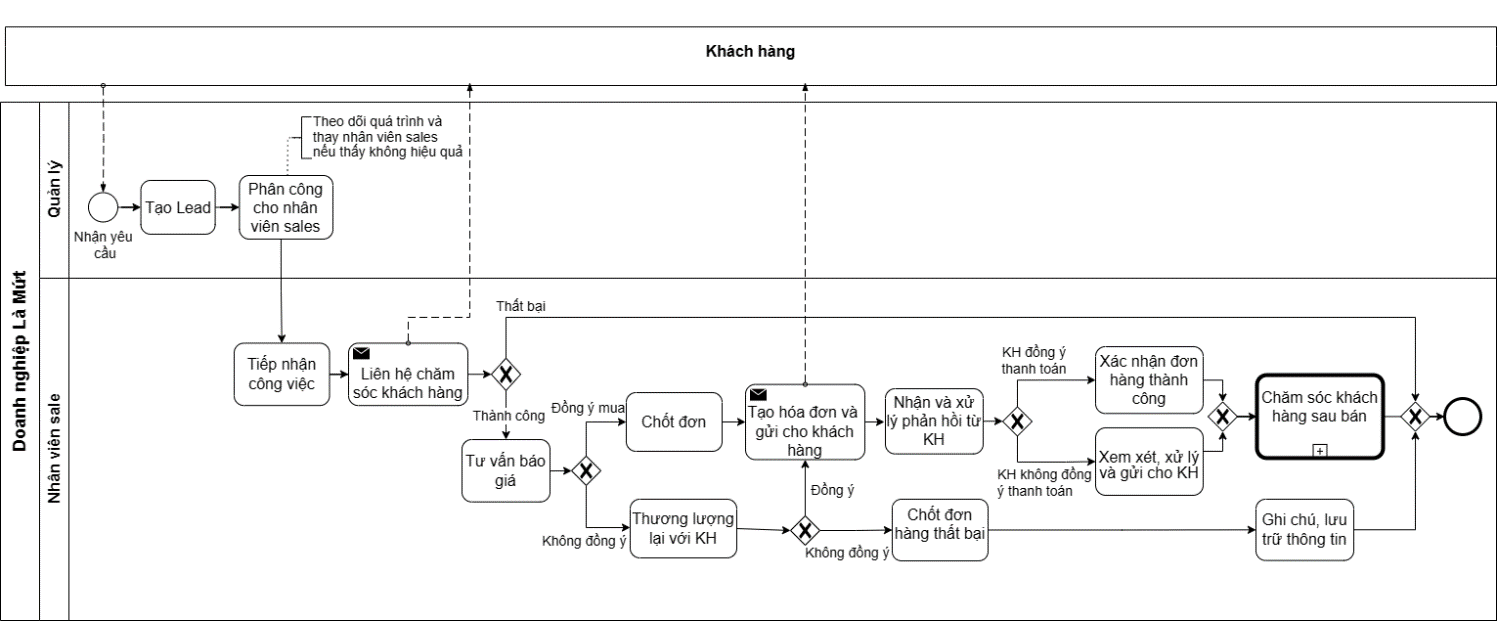 Khách hàng
Doanh nghiệp Là Mứt
Quản lý
Theo dõi quá trình và
thay nhân viên sales
nếu thấy không hiệu quả
Nhận yêu
cầu
Tạo Lead
Phân công
cho nhân
viên sales
Nhân viên sale
Tiếp nhận
công việc
Liên hệ chăm
sóc khách hàng
Thất bại
Thành công
Tư vấn báo
giá
Đồng ý mua
Không đồng ý
Chốt đơn
Thương lượng
lại với KH
Tạo hóa đơn và
gửi cho khách
hàng
Đồng ý
Không đồng ý
Nhận và xử
lý phản hồi từ
KH
Chốt đơn
hàng thất bại
KH đồng ý
thanh toán
KH không đồng
ý thanh toán
Xác nhận đơn
hàng thành
công
Xem xét, xử lý
và gửi cho KH
Chăm sóc khách
hàng sau bán
Ghi chú, lưu
trữ thông tin